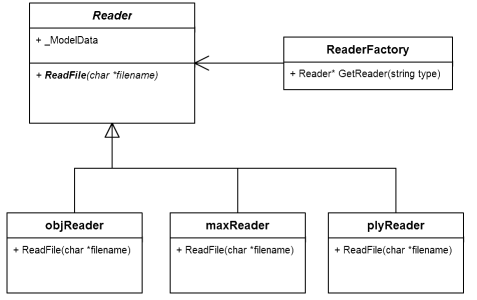 Reader
+ _ModelData
+ ReadFile(char *filename)
ReaderFactory
+ Reader* GetReader(string type)
objReader
+ ReadFile(char *filename)
maxReader
+ ReadFile(char *filename)
plyReader
+ ReadFile(char *filename)